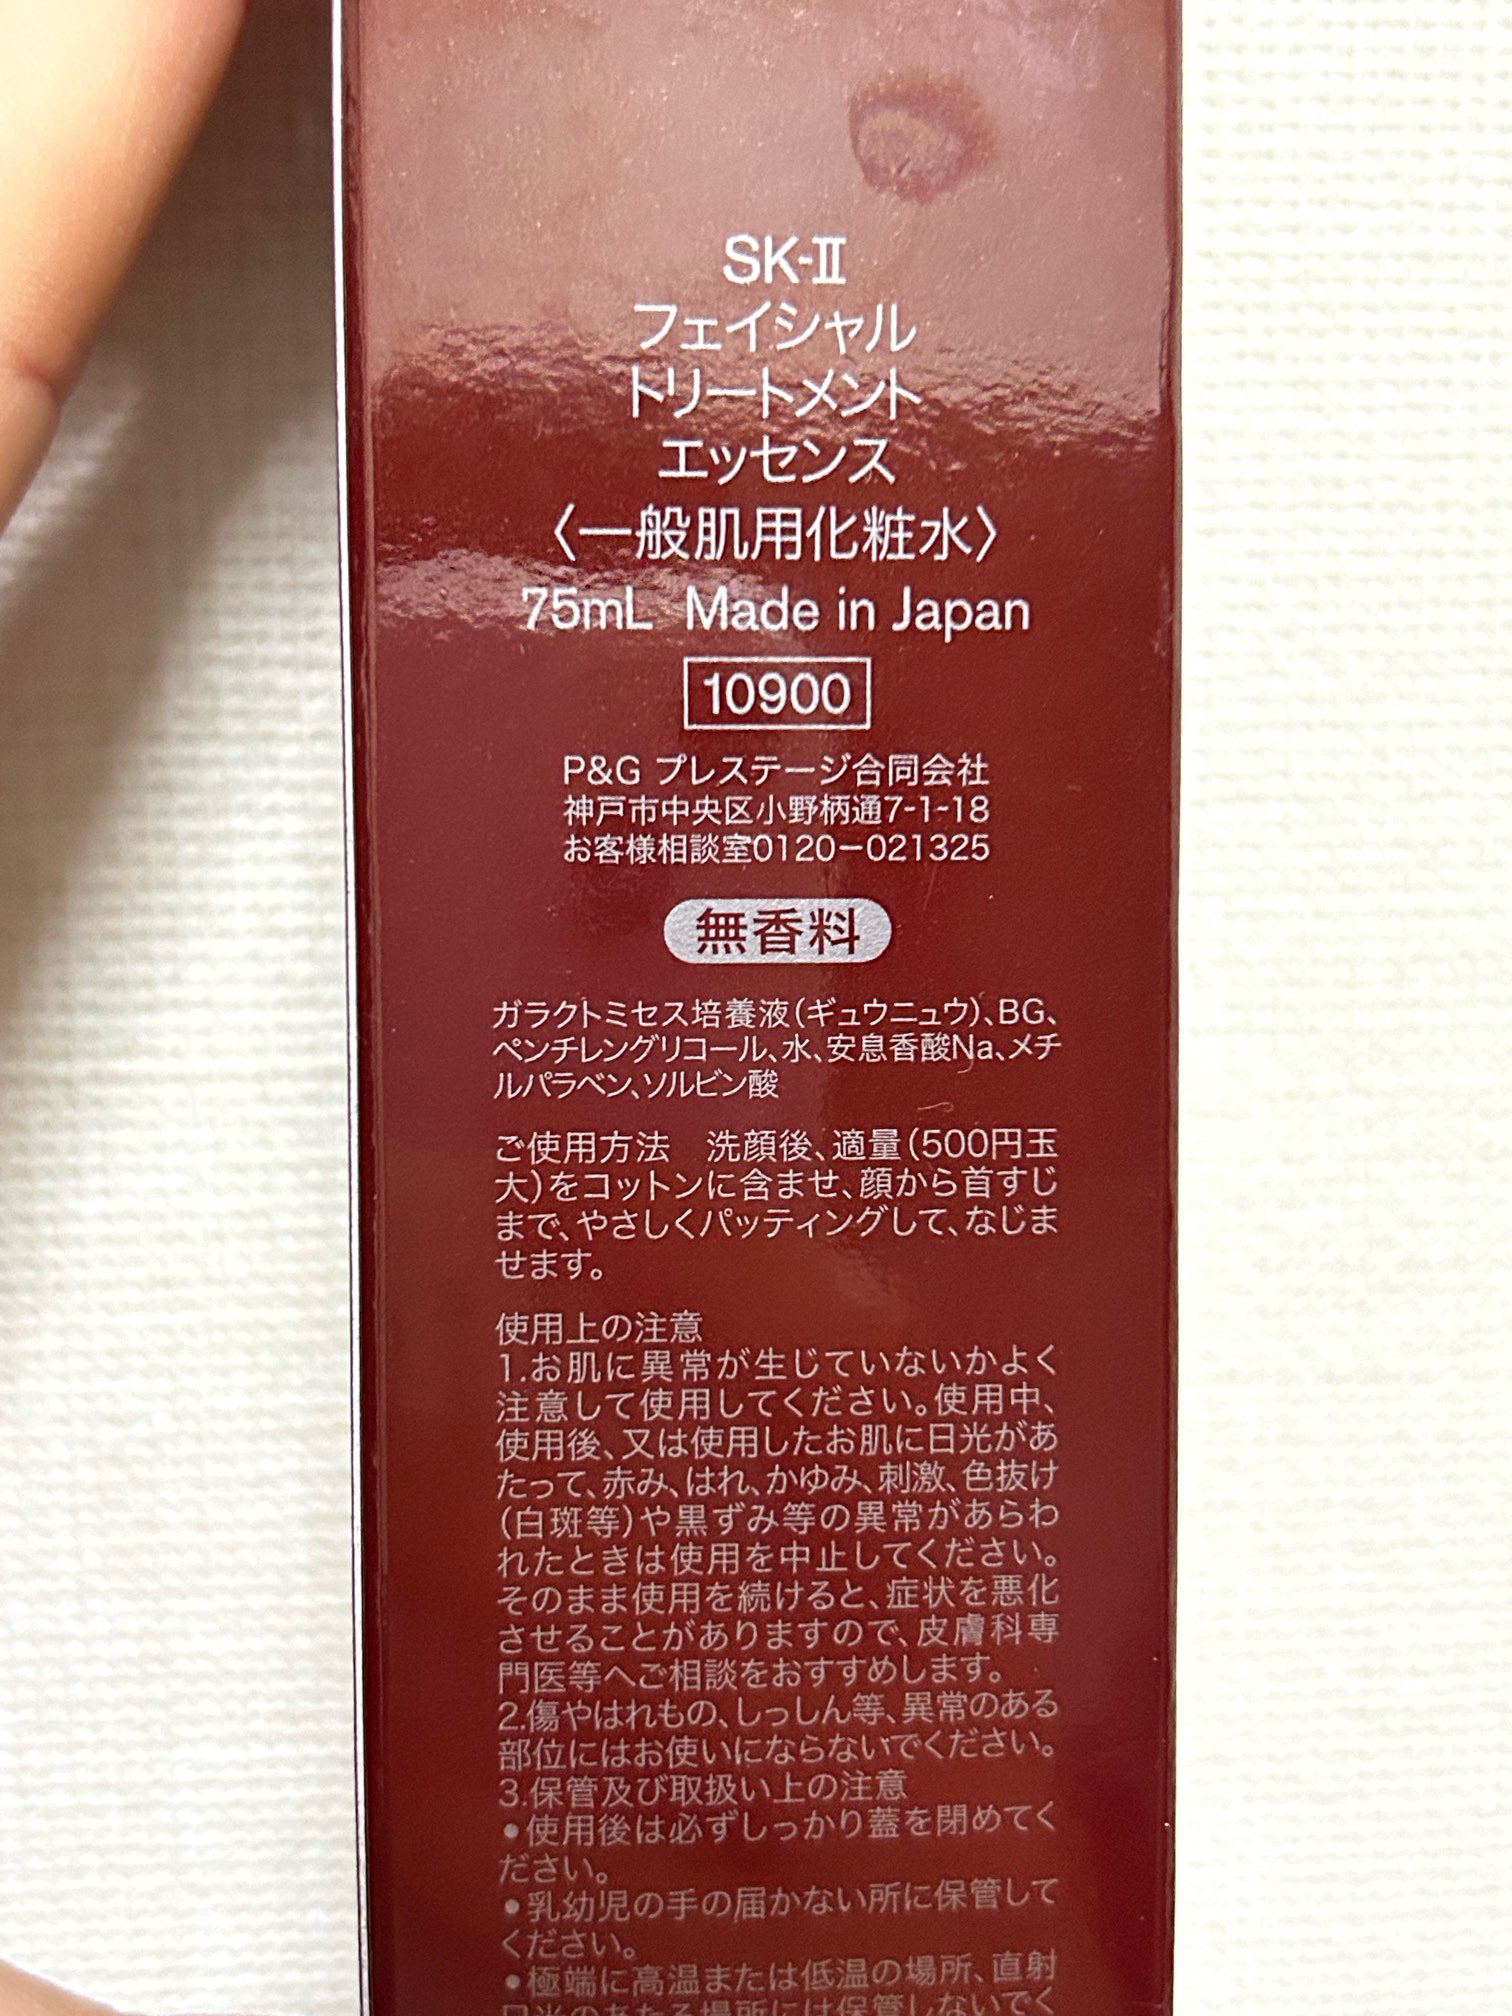 SK-Ⅱ
フェイシャル
トリートメント
エッセンス
〈一般肌用化粧水〉
75mL Made in Japan
10900
P&G プレステージ合同会社
神戸市中央区小野柄通7-1-18
お客様相談室0120-021325
無香料
ガラクトミセス培養液(ギュウニュウ)、BG、
ペンチレングリコール、水、安息香酸Na、メチ
ルパラベン、ソルビン酸
ご使用方法 洗顔後、適量(500円玉
大)をコットンに含ませ、顔から首すじ
まで、やさしくパッティングして、なじま
せます。
使用上の注意
1.お肌に異常が生じていないかよく
注意して使用してください。使用中、
使用後、又は使用したお肌に日光があ
たって、赤み、はれ、かゆみ、刺激、色抜け
(白斑等)や黒ずみ等の異常があらわ
れたときは使用を中止してください。
そのまま使用を続けると、症状を悪化
させることがありますので、皮膚科専
門医等へご相談をおすすめします。
2.傷やはれもの、しっしん等、異常のある
部位にはお使いにならないでください。
3.保管及び取扱い上の注意
●使用後は必ずしっかり蓋を閉めてく
ださい。
●乳幼児の手の届かない所に保管して
ください。
●極端に高温または低温の場所、直射
日光のあたる場所には保管しないでく